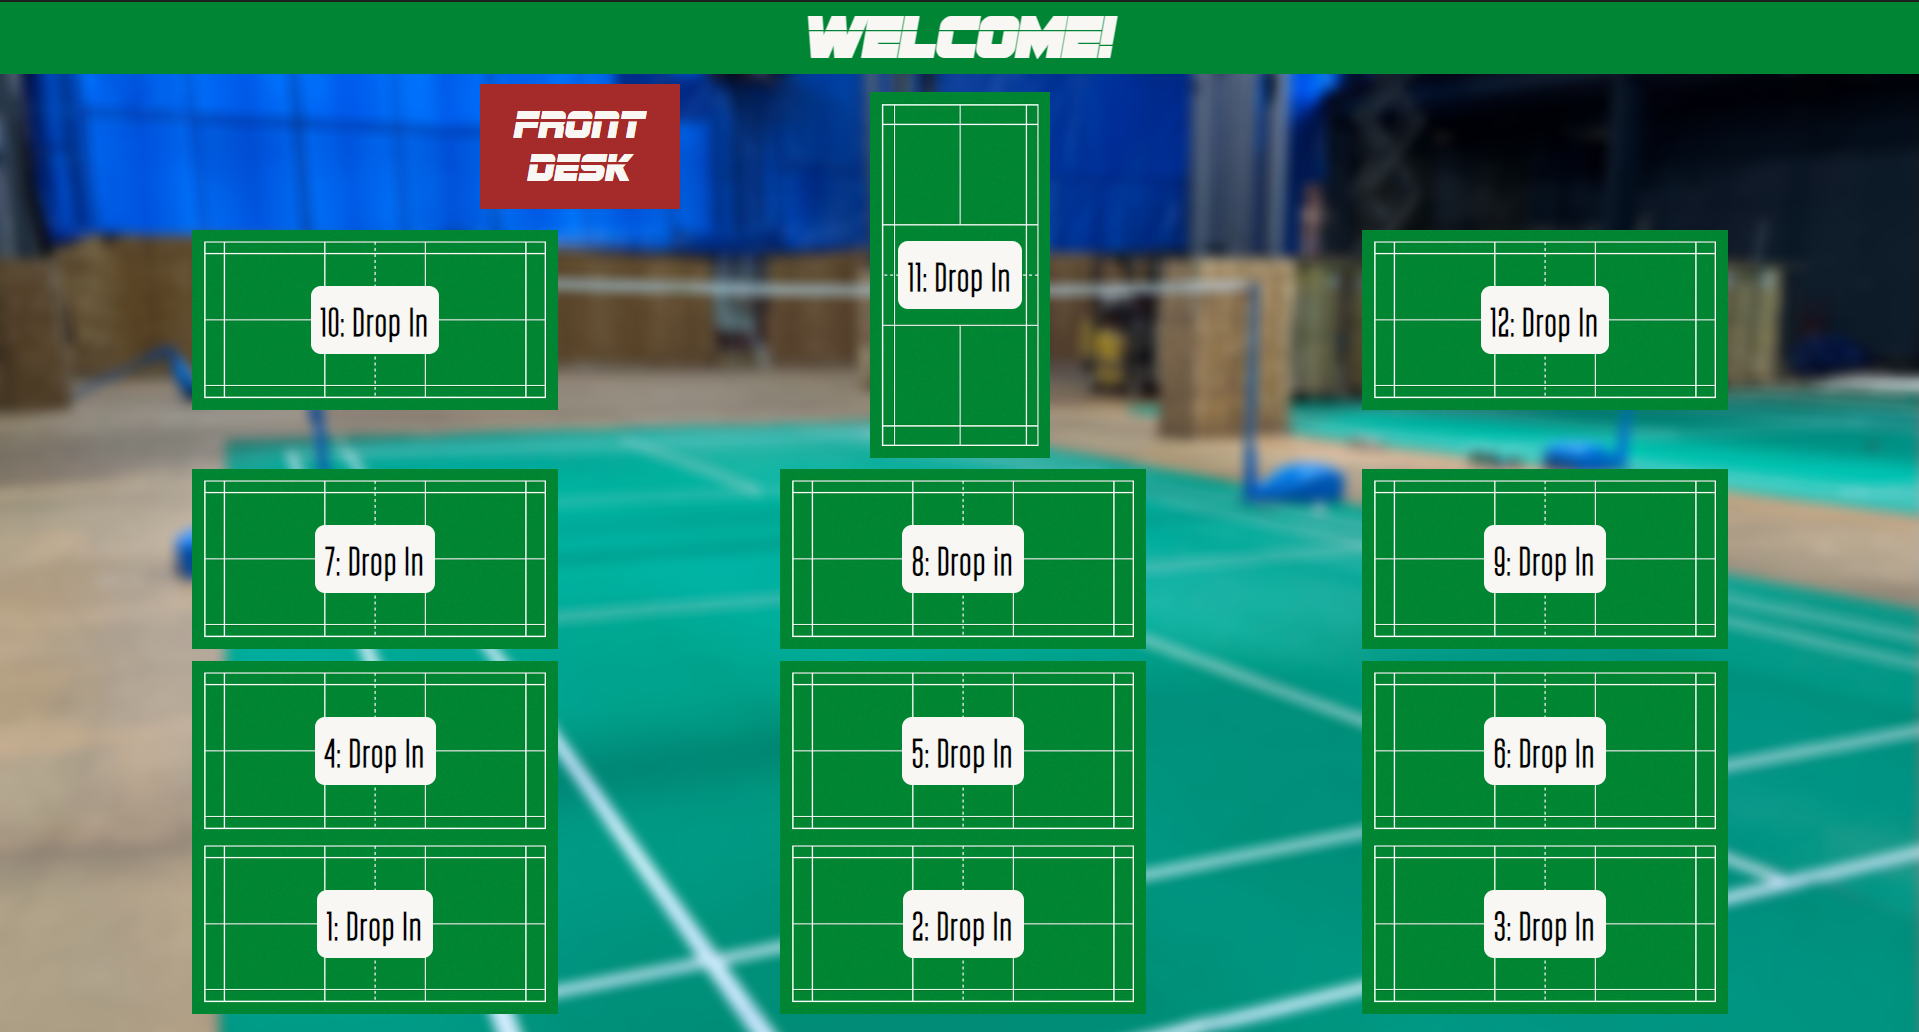 WELCOME!
FRONT
DESK
11: Drop In
10: Drop In
12: Drop In
7: Drop In
8: Drop in
9: Drop In
4: Drop In
5: Drop In
6: Drop In
1: Drop In
2: Drop In
3: Drop In